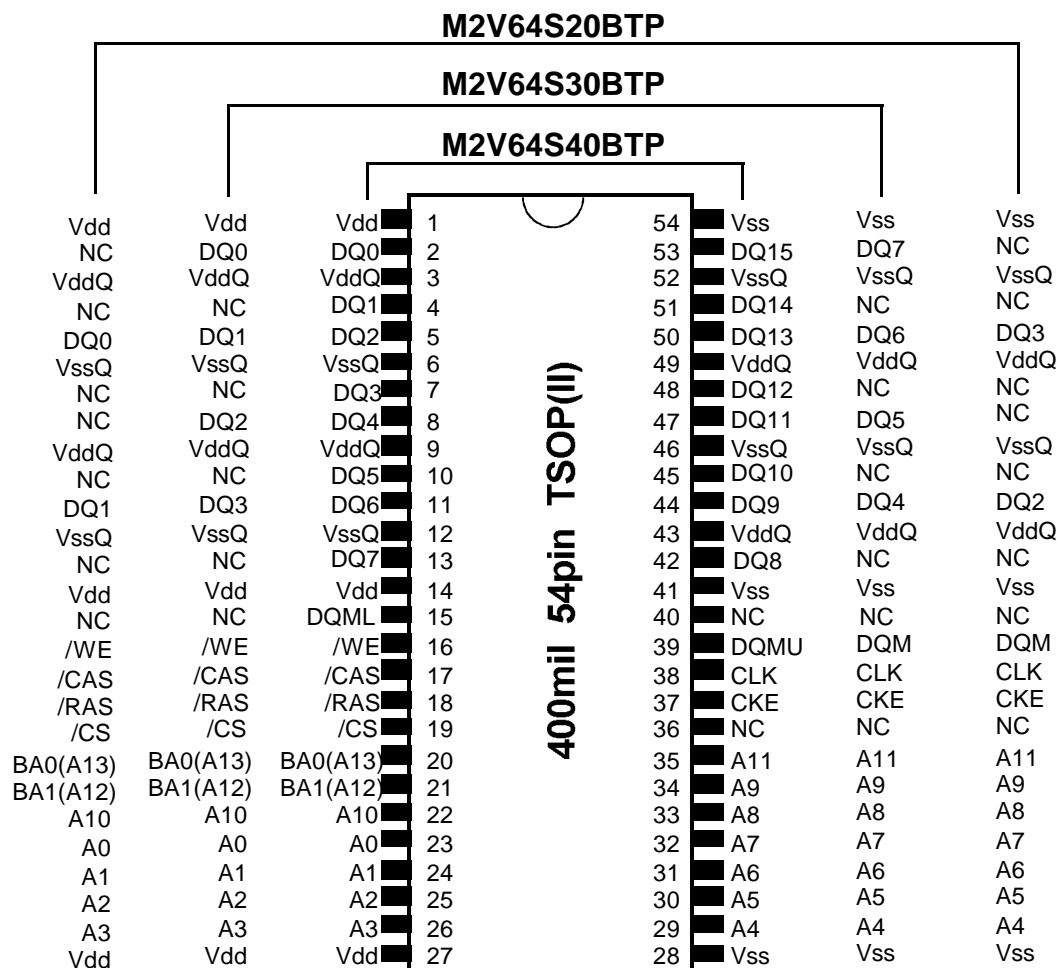 M2V64S20BTP
M2V64S30BTP
M2V64S40BTP
Vdd Vdd Vdd 1 54 Vss Vss Vss
NC DQ0 DQ0 2 53 DQ15 DQ7 NC
VddQ VddQ VddQ 3 52 VssQ VssQ VssQ
NC NC DQ1 4 51 DQ14 NC NC
DQ0 DQ1 DQ2 5 50 DQ13 DQ6 DQ3
VssQ VssQ VssQ 6 49 VddQ VddQ VddQ
NC NC DQ3 7 48 DQ12 NC NC
NC DQ2 DQ4 8 47 DQ11 DQ5 NC
VddQ VddQ VddQ 9 46 VssQ VssQ VssQ
NC NC DQ5 10 45 DQ10 NC NC
DQ1 DQ3 DQ6 11 44 DQ9 DQ4 DQ2
VssQ VssQ VssQ 12 43 VddQ VddQ VddQ
NC NC DQ7 13 42 DQ8 NC NC
Vdd Vdd Vdd 14 41 Vss Vss Vss
NC NC DQML 15 40 NC NC NC
/WE /WE /WE 16 39 DQMU DQM DQM
/CAS /CAS /CAS 17 38 CLK CLK CLK
/RAS /RAS /RAS 18 37 CKE CKE CKE
/CS /CS /CS 19 36 NC NC NC
BA0(A13) BA0(A13) BA0(A13) 20 35 A11 A11 A11
BA1(A12) BA1(A12) BA1(A12) 21 34 A9 A9 A9
A10 A10 A10 22 33 A8 A8 A8
A0 A0 A0 23 32 A7 A7 A7
A1 A1 A1 24 31 A6 A6 A6
A2 A2 A2 25 30 A5 A5 A5
A3 A3 A3 26 29 A4 A4 A4
Vdd Vdd Vdd 27 28 Vss Vss Vss
400mil 54pin TSOP(II)